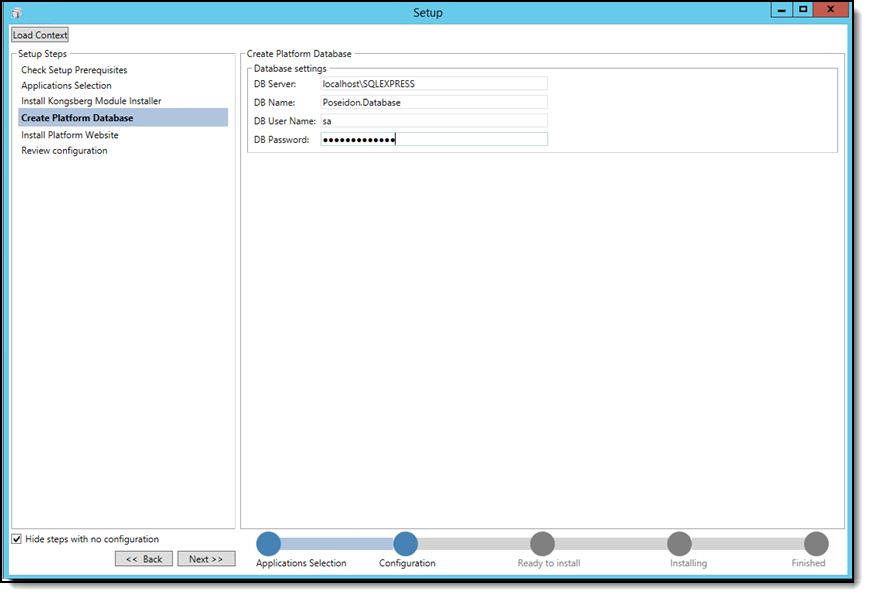 Setup
Load Context
Setup Steps
Check Setup Prerequisites
Applications Selection
Install Kongsberg Module Installer
Create Platform Database
Install Platform Website
Review configuration
Create Platform Database
Database settings
DB Server: localhost\SQLEXPRESS
DB Name: Poseidon.Database
DB User Name: sa
DB Password: •••••••••••••
Hide steps with no configuration
<< Back Next >>
Applications Selection Configuration Ready to install Installing Finished